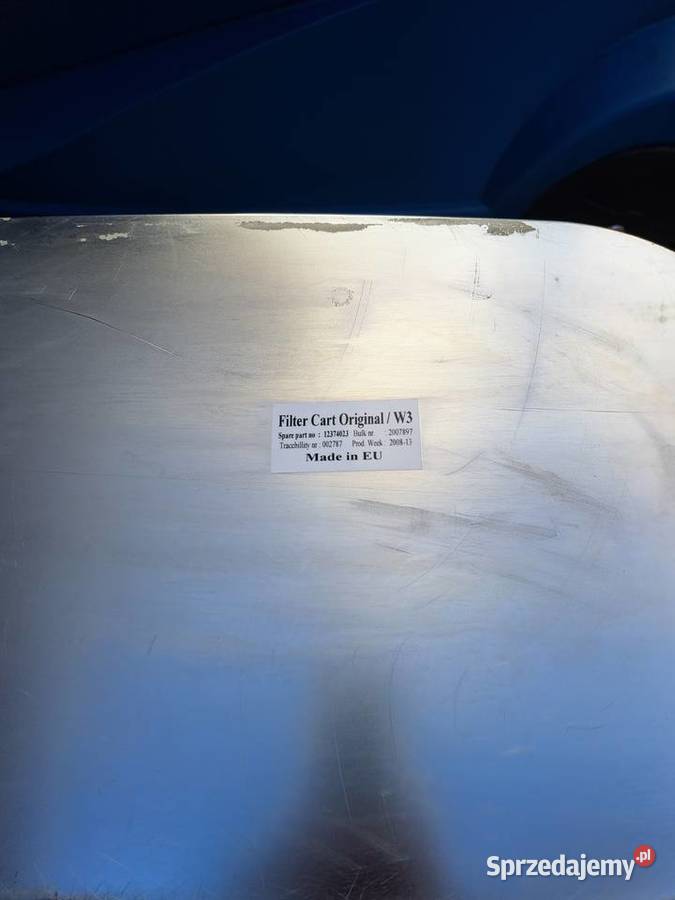 Filter Cart Original / W3
Spare part no : 12374023 Bulk nr. : 2007897
Tracebility nr : 002787 Prod. Week : 2008-13
Made in EU
Sprzedajemy.pl